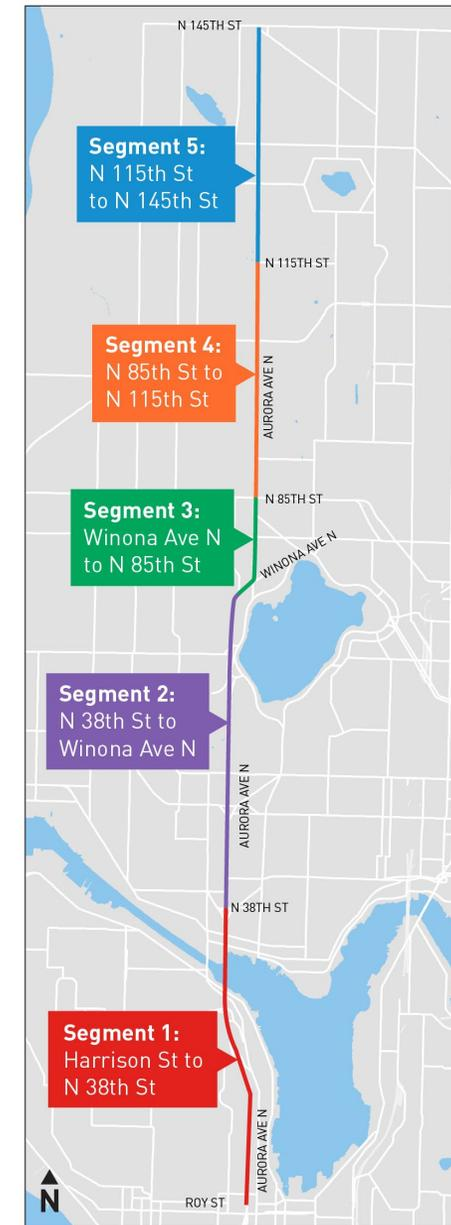 N 145TH ST
Segment 5:
N 115th St
to N 145th St
N 115TH ST
Segment 4:
N 85th St to
N 115th St
AURORA AVE N
N 85TH ST
Segment 3:
Winona Ave N
to N 85th St
WINONA AVE N
Segment 2:
N 38th St to
Winona Ave N
AURORA AVE N
N 38TH ST
Segment 1:
Harrison St to
N 38th St
AURORA AVE N
N
ROY ST